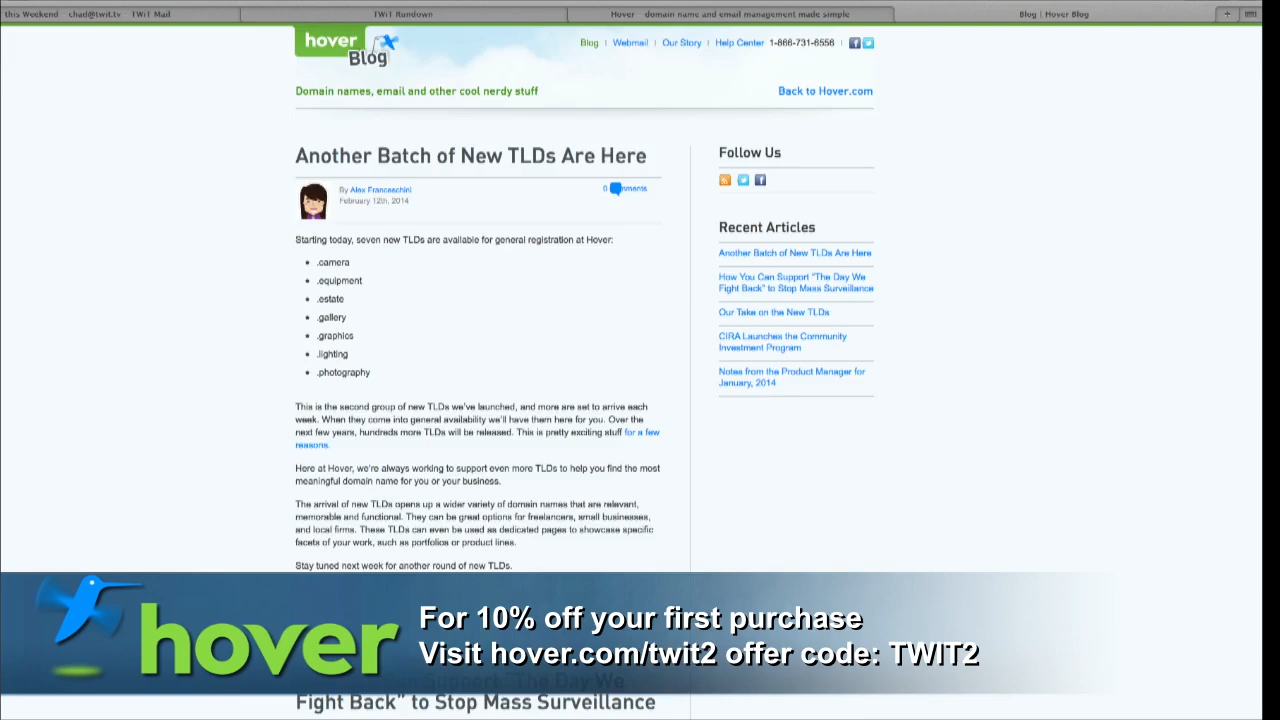 this Weekend chad@twit.tv TWiT Mail TWiT Rundown Hover domain name and email management made simple Blog | Hover Blog +
hover
Blog
Blog | Webmail | Our Story | Help Center 1-866-731-6556
Domain names, email and other cool nerdy stuff
Back to Hover.com
Another Batch of New TLDs Are Here
By Alex Franceschini
February 12th, 2014
0
Starting today, seven new TLDs are available for general registration at Hover:
• .camera
• .equipment
• .estate
• .gallery
• .graphics
• .lighting
• .photography
This is the second group of new TLDs we've launched, and more are set to arrive each
week. When they come into general availability we'll have them here for you. Over the
next few years, hundreds more TLDs will be released. This is pretty exciting stuff for a few
reasons.
Here at Hover, we're always working to support even more TLDs to help you find the most
meaningful domain name for you or your business.
The arrival of new TLDs opens up a wider variety of domain names that are relevant,
memorable and functional. They can be great options for freelancers, small businesses,
and local firms. These TLDs can even be used as dedicated pages to showcase specific
facets of your work, such as portfolios or product lines.
Stay tuned next week for another round of new TLDs.
Follow Us
Recent Articles
Another Batch of New TLDs Are Here
How You Can Support "The Day We
Fight Back" to Stop Mass Surveillance
Our Take on the New TLDs
CIRA Launches the Community
Investment Program
Notes from the Product Manager for
January, 2014
hover
For 10% off your first purchase
Visit hover.com/twit2 offer code: TWIT2
Can Support "The Day We
Fight Back" to Stop Mass Surveillance